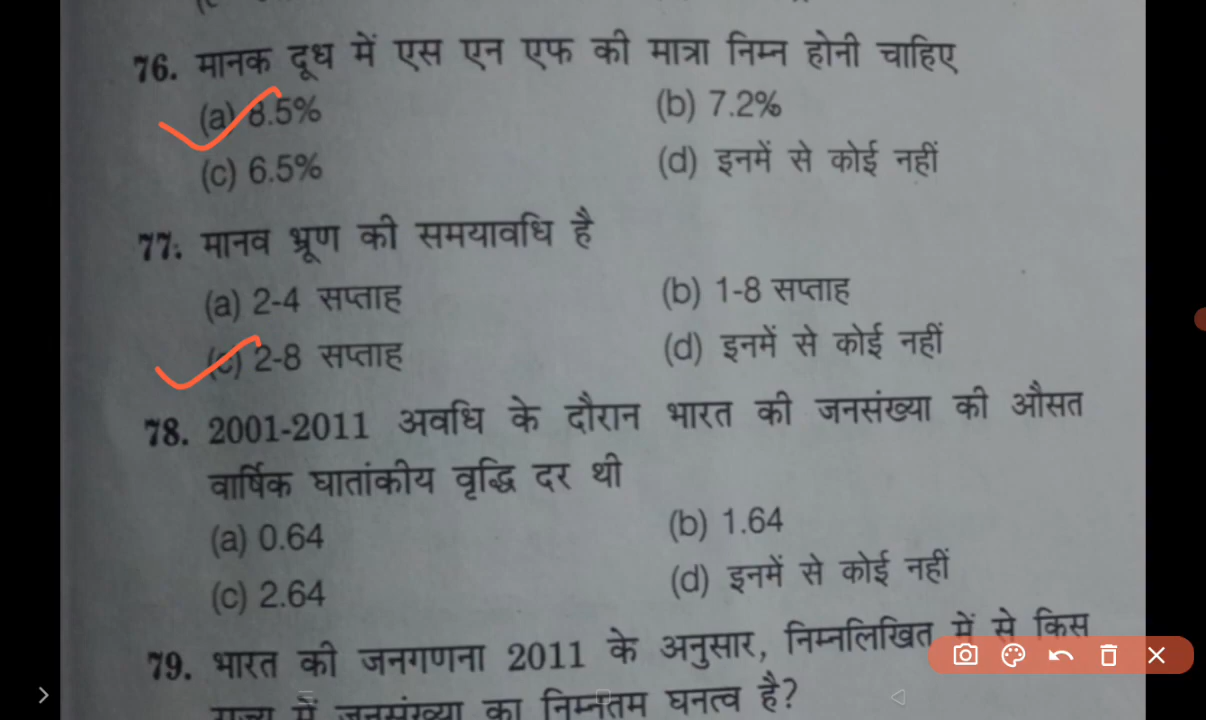 76. मानक दूध में एस एन एफ की मात्रा निम्न होनी चाहिए
(a) 8.5% (b) 7.2%
(c) 6.5% (d) इनमें से कोई नहीं
77. मानव भ्रूण की समयावधि है
(a) 2-4 सप्ताह (b) 1-8 सप्ताह
(c) 2-8 सप्ताह (d) इनमें से कोई नहीं
78. 2001-2011 अवधि के दौरान भारत की जनसंख्या की औसत
वार्षिक घातांकीय वृद्धि दर थी
(a) 0.64 (b) 1.64
(c) 2.64 (d) इनमें से कोई नहीं
79. भारत की जनगणना 2011 के अनुसार, निम्नलिखित में से किस
राज्य में जनसंख्या का निम्नतम घनत्व है?